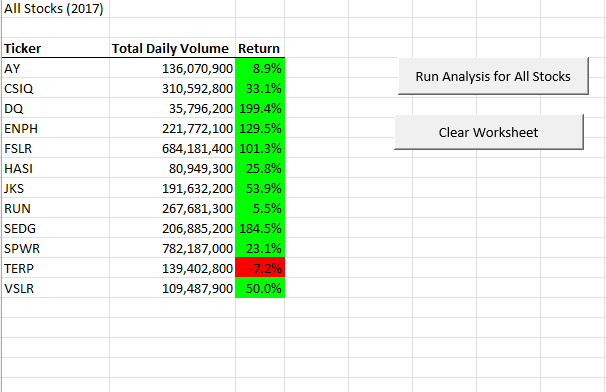 All Stocks (2017)
Ticker Total Daily Volume Return
AY 136,070,900 8.9%
CSIQ 310,592,800 33.1%
DQ 35,796,200 199.4%
ENPH 221,772,100 129.5%
FSLR 684,181,400 101.3%
HASI 80,949,300 25.8%
JKS 191,632,200 53.9%
RUN 267,681,300 5.5%
SEDG 206,885,200 184.5%
SPWR 782,187,000 23.1%
TERP 139,402,800 -7.2%
VSLR 109,487,900 50.0%
Run Analysis for All Stocks
Clear Worksheet